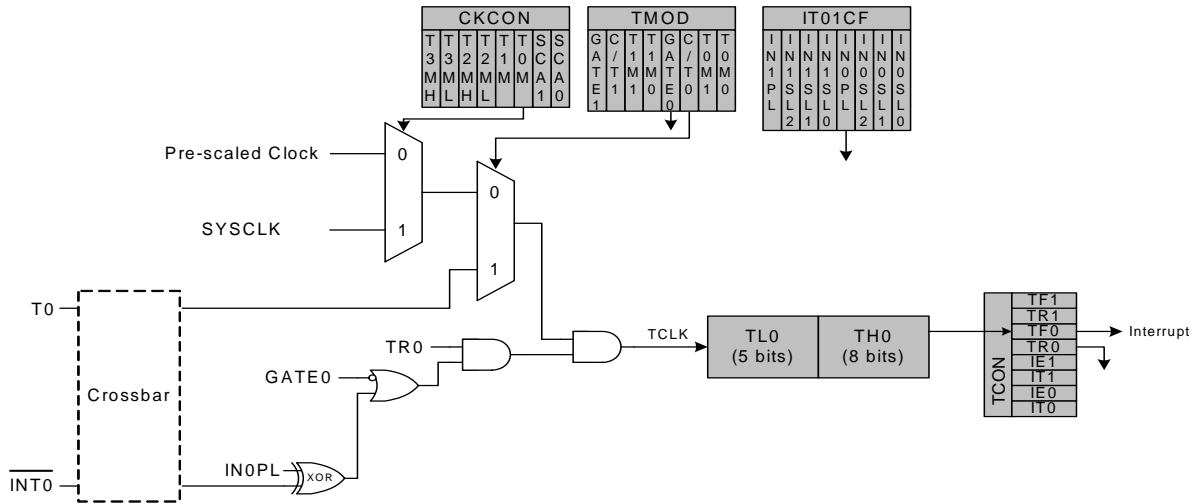 CKCON
T3MH
T3ML
T2MH
T2ML
T1M
T0M
SCA1
SCA0
TMOD
GATE1
C/T1
T1M1
T1M0
GATE0
C/T0
T0M1
T0M0
IT01CF
IN1PL
IN1SL2
IN1SL1
IN1SL0
IN0PL
IN0SL2
IN0SL1
IN0SL0
Pre-scaled Clock
0
SYSCLK
1
0
1
T0
Crossbar
TR0
GATE0
IN0PL
XOR
INT0
TCLK
TL0
(5 bits)
TH0
(8 bits)
TCON
TF1
TR1
TF0
TR0
IE1
IT1
IE0
IT0
Interrupt